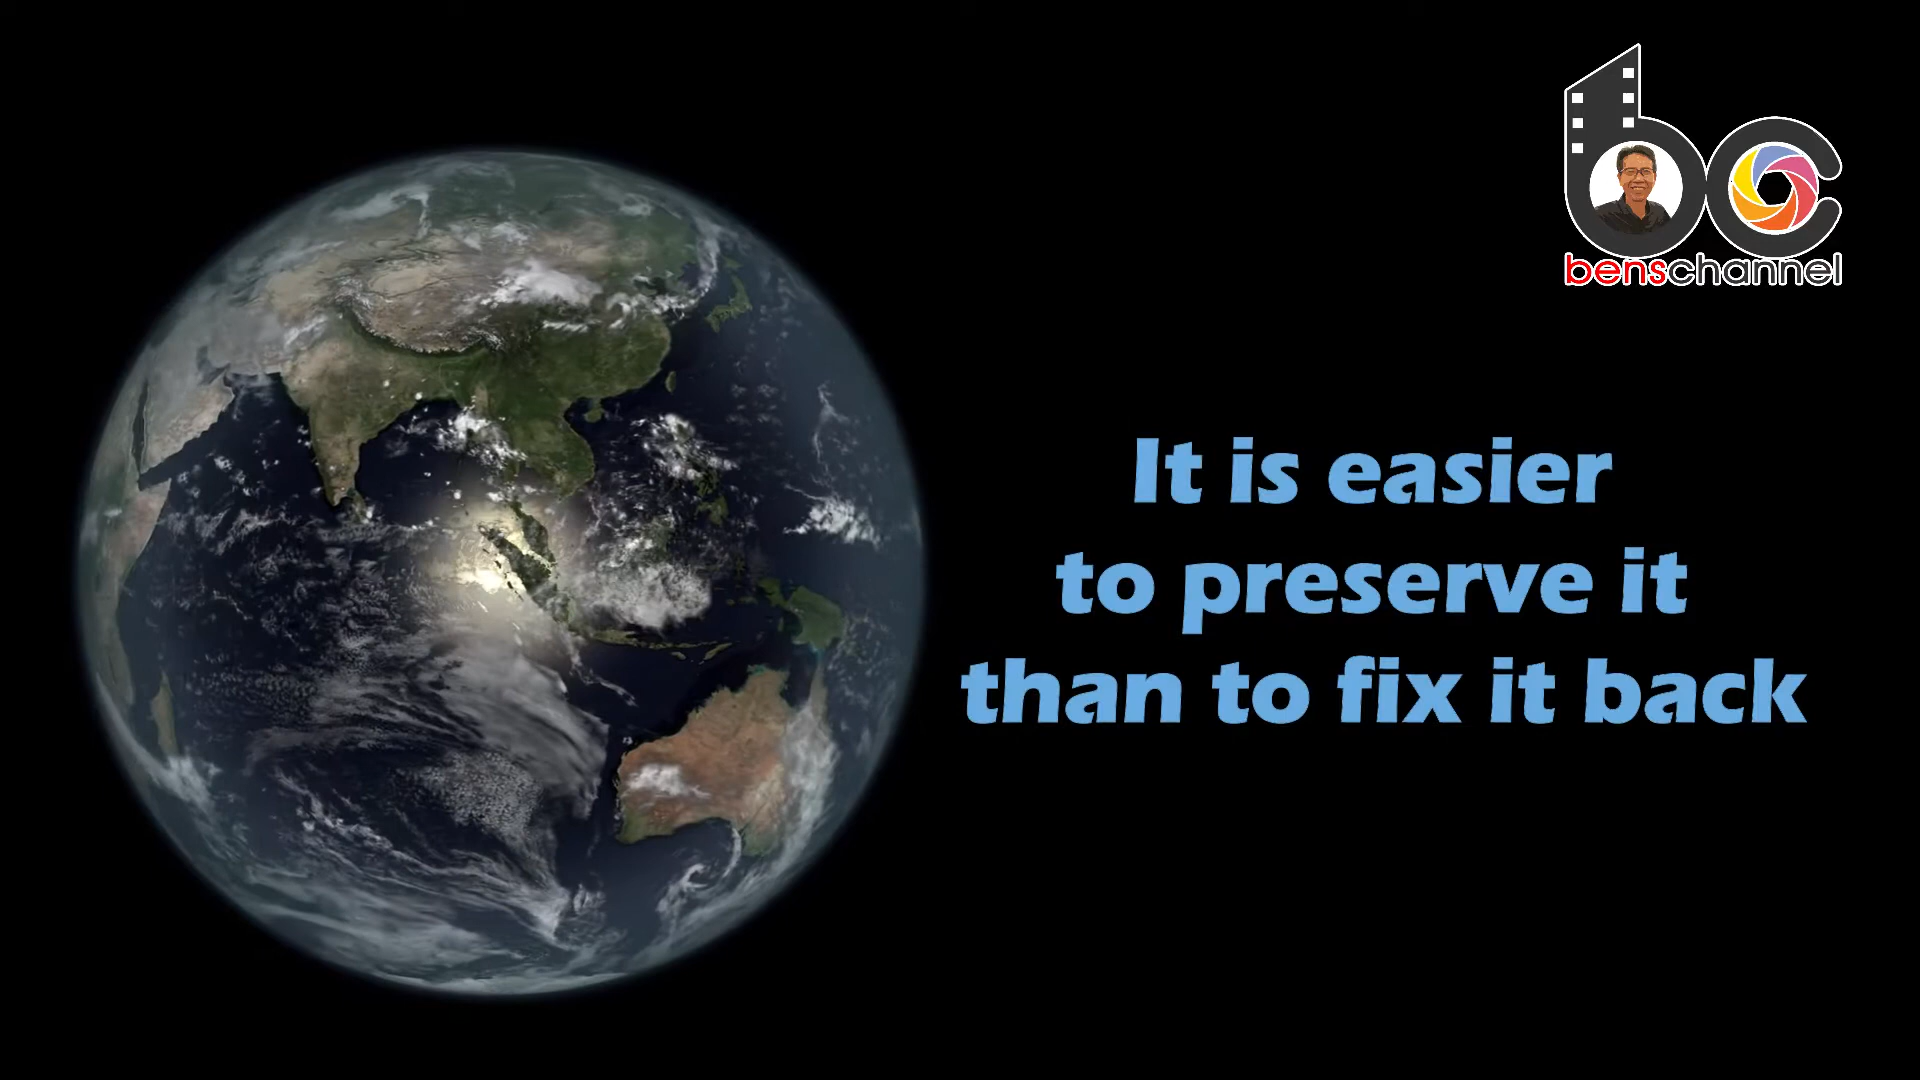 benschannel
It is easier
to preserve it
than to fix it back